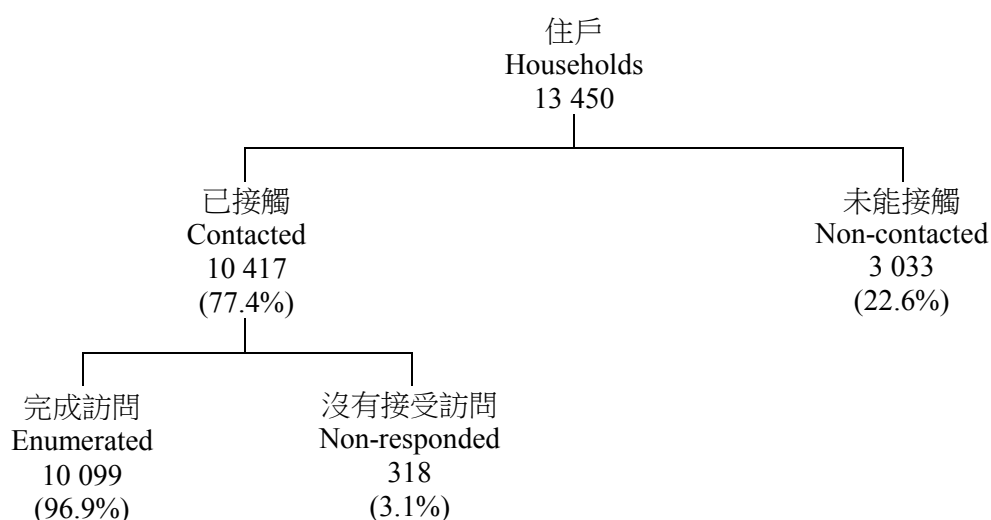 住戶
Households
13 450
已接觸
Contacted
10 417
(77.4%)
未能接觸
Non-contacted
3 033
(22.6%)
完成訪問
Enumerated
10 099
(96.9%)
沒有接受訪問
Non-responded
318
(3.1%)